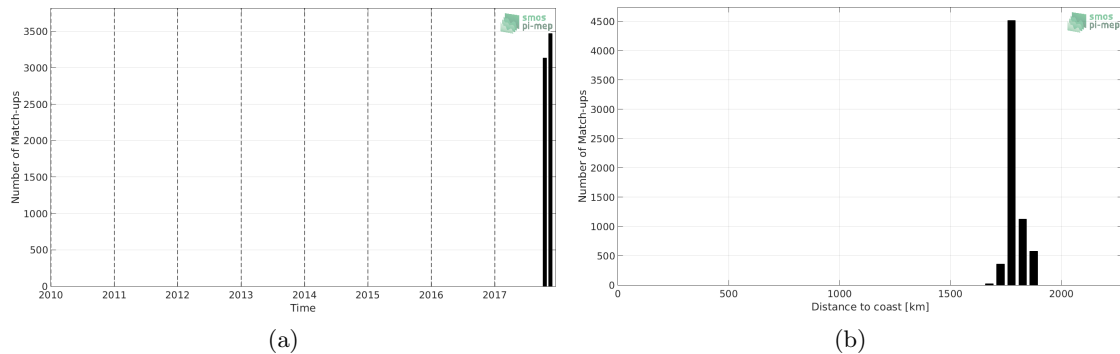 smos
pi-mep
3500
3000
2500
2000
1500
1000
500
0
Number of Match-ups
2010 2011 2012 2013 2014 2015 2016 2017
Time
(a)
smos
pi-mep
4500
4000
3500
3000
2500
2000
1500
1000
500
0
Number of Match-ups
0 500 1000 1500 2000
Distance to coast [km]
(b)